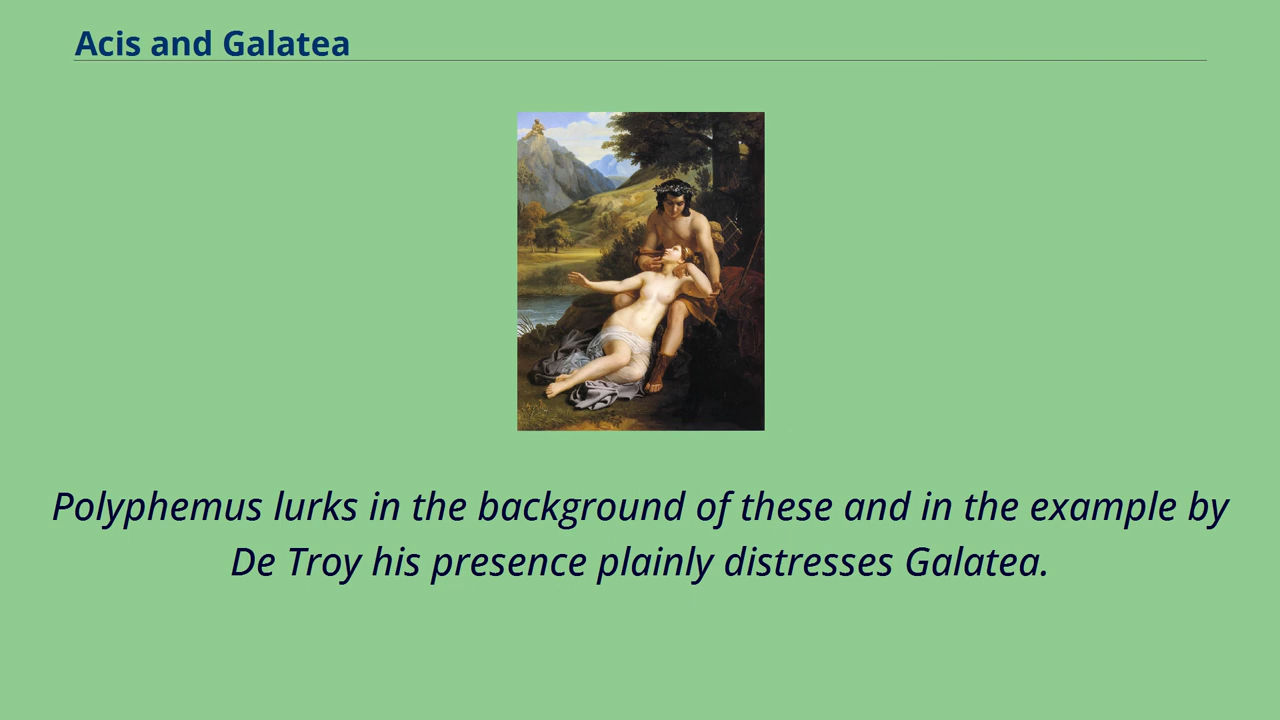 Acis and Galatea
Polyphemus lurks in the background of these and in the example by
De Troy his presence plainly distresses Galatea.